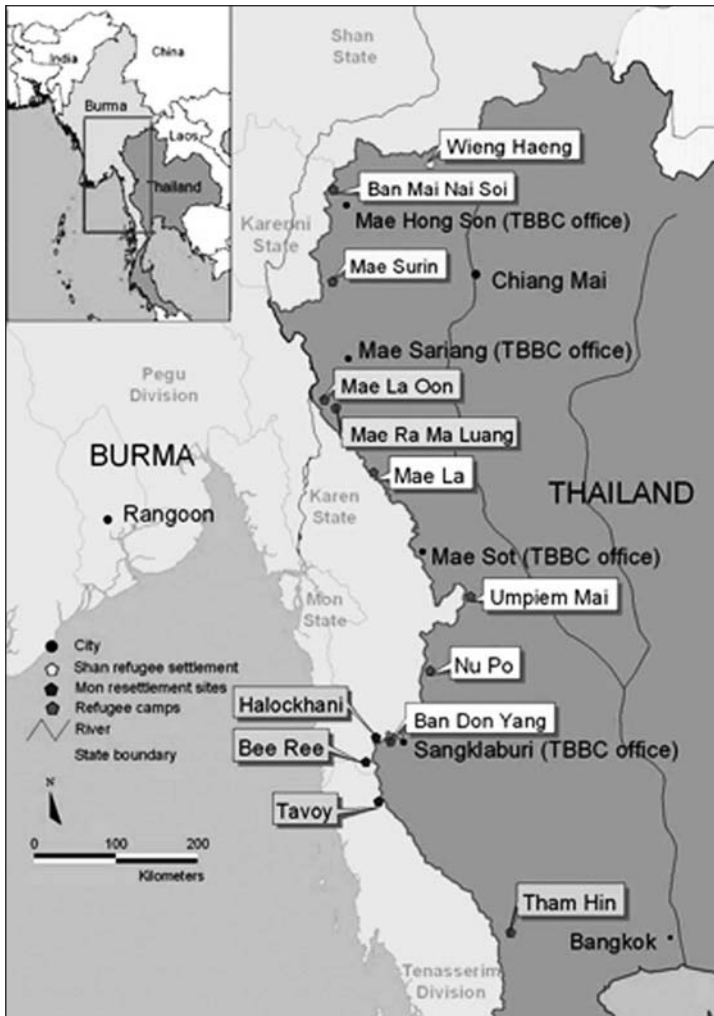 India
China
Burma
Laos
Thailand
Shan
State
Wieng Haeng
Ban Mai Nai Soi
Mae Hong Son (TBBC office)
Karenni
State
Mae Surin
Chiang Mai
Mae Sariang (TBBC office)
Pegu
Division
Mae La Oon
Mae Ra Ma Luang
BURMA
Mae La
THAILAND
Rangoon
Karen
State
Mae Sot (TBBC office)
Mon
State
Umpiem Mai
City
Shan refugee settlement
Mon resettlement sites
Refugee camps
River
State boundary
Nu Po
Halockhani
Ban Don Yang
Bee Ree
Sangklaburi (TBBC office)
N
Tavoy
0 100 200
Kilometers
Tham Hin
Bangkok
Tenasserim
Division